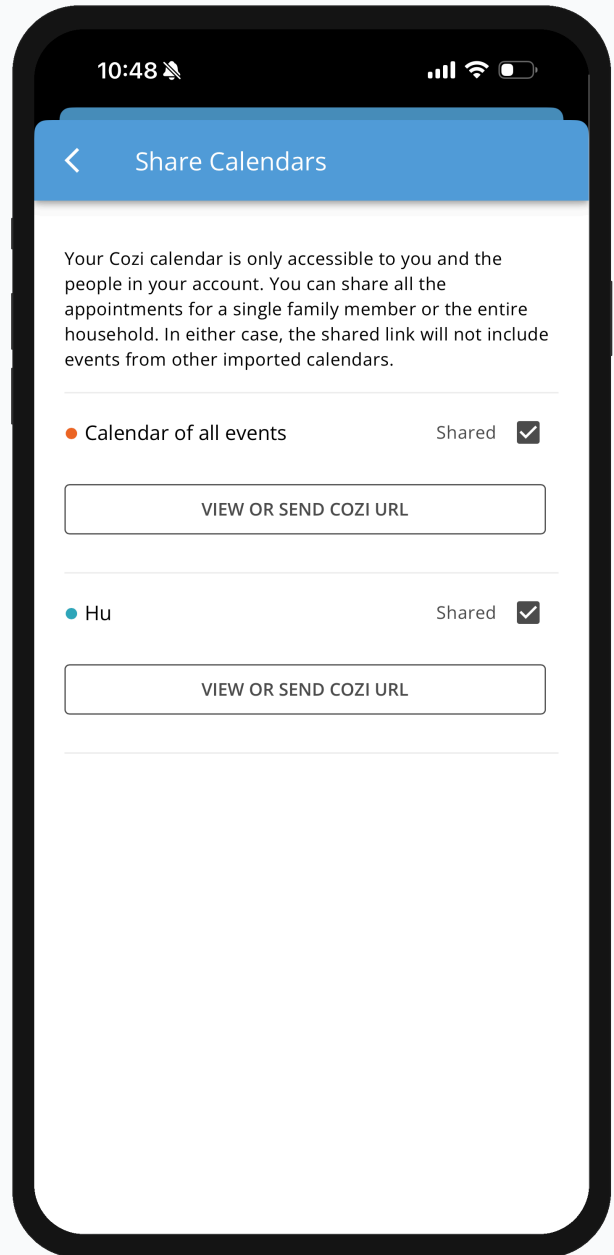 10:48
Share Calendars
Your Cozi calendar is only accessible to you and the
people in your account. You can share all the
appointments for a single family member or the entire
household. In either case, the shared link will not include
events from other imported calendars.
Calendar of all events Shared
VIEW OR SEND COZI URL
Hu Shared
VIEW OR SEND COZI URL